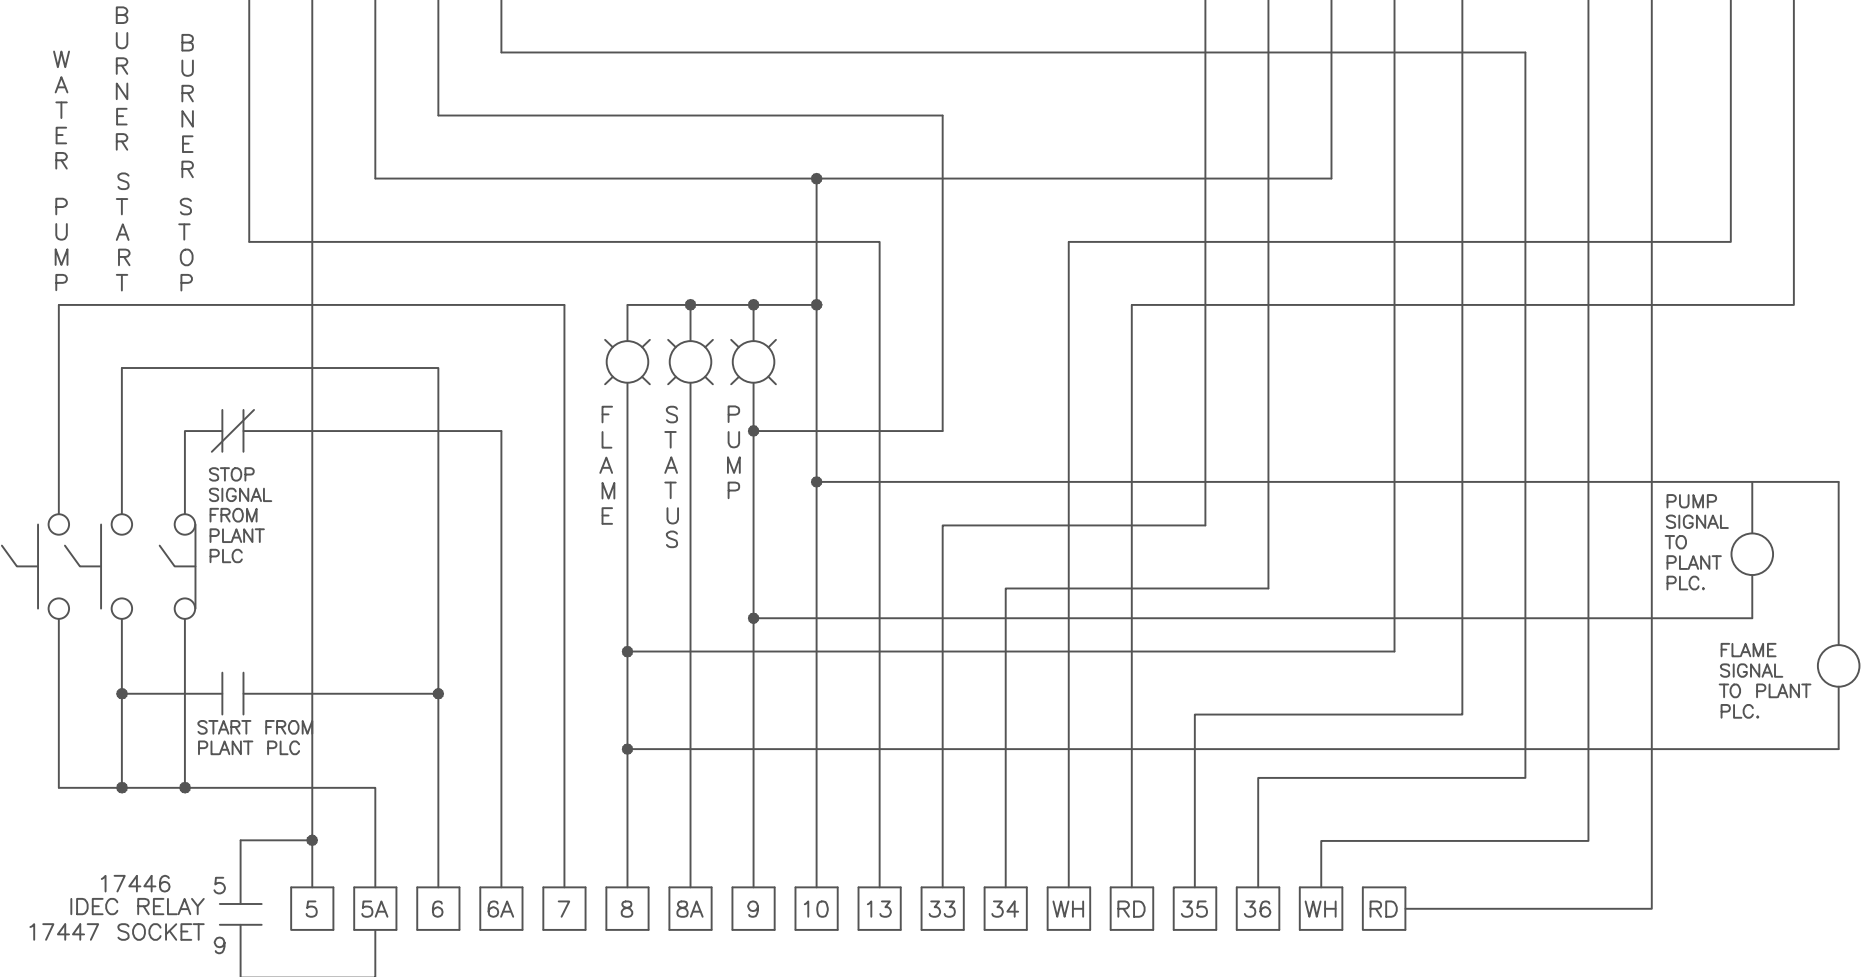 WATER PUMP
BURNER START
BURNER STOP
STOP
SIGNAL
FROM
PLANT
PLC
FLAME
STATUS
PUMP
PUMP
SIGNAL
TO
PLANT
PLC.
FLAME
SIGNAL
TO PLANT
PLC.
START FROM
PLANT PLC
17446
IDEC RELAY
17447 SOCKET
5
9
5 5A 6 6A 7 8 8A 9 10 13 33 34 WH RD 35 36 WH RD